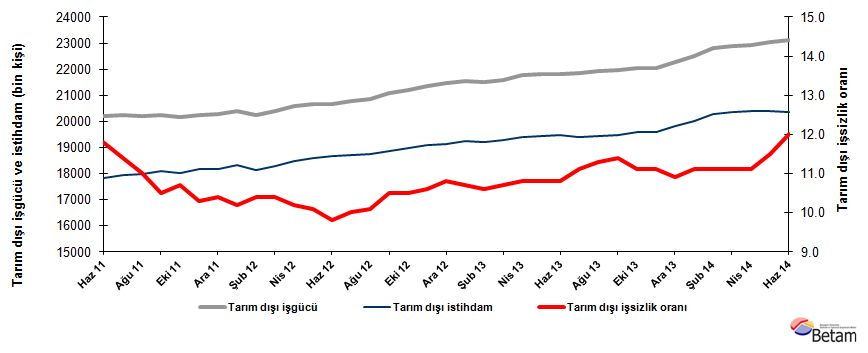 Tarım dışı işgücü ve istihdam (bin kişi)
24000
23000
22000
21000
20000
19000
18000
17000
16000
15000
15.0
14.0
13.0
12.0
11.0
10.0
9.0
Tarım dışı işsizlik oranı
Haz 11
Ağu 11
Eki 11
Ara 11
Şub 12
Nis 12
Haz 12
Ağu 12
Eki 12
Ara 12
Şub 13
Nis 13
Haz 13
Ağu 13
Eki 13
Ara 13
Şub 14
Nis 14
Haz 14
Tarım dışı işgücü
Tarım dışı istihdam
Tarım dışı işsizlik oranı
Betam